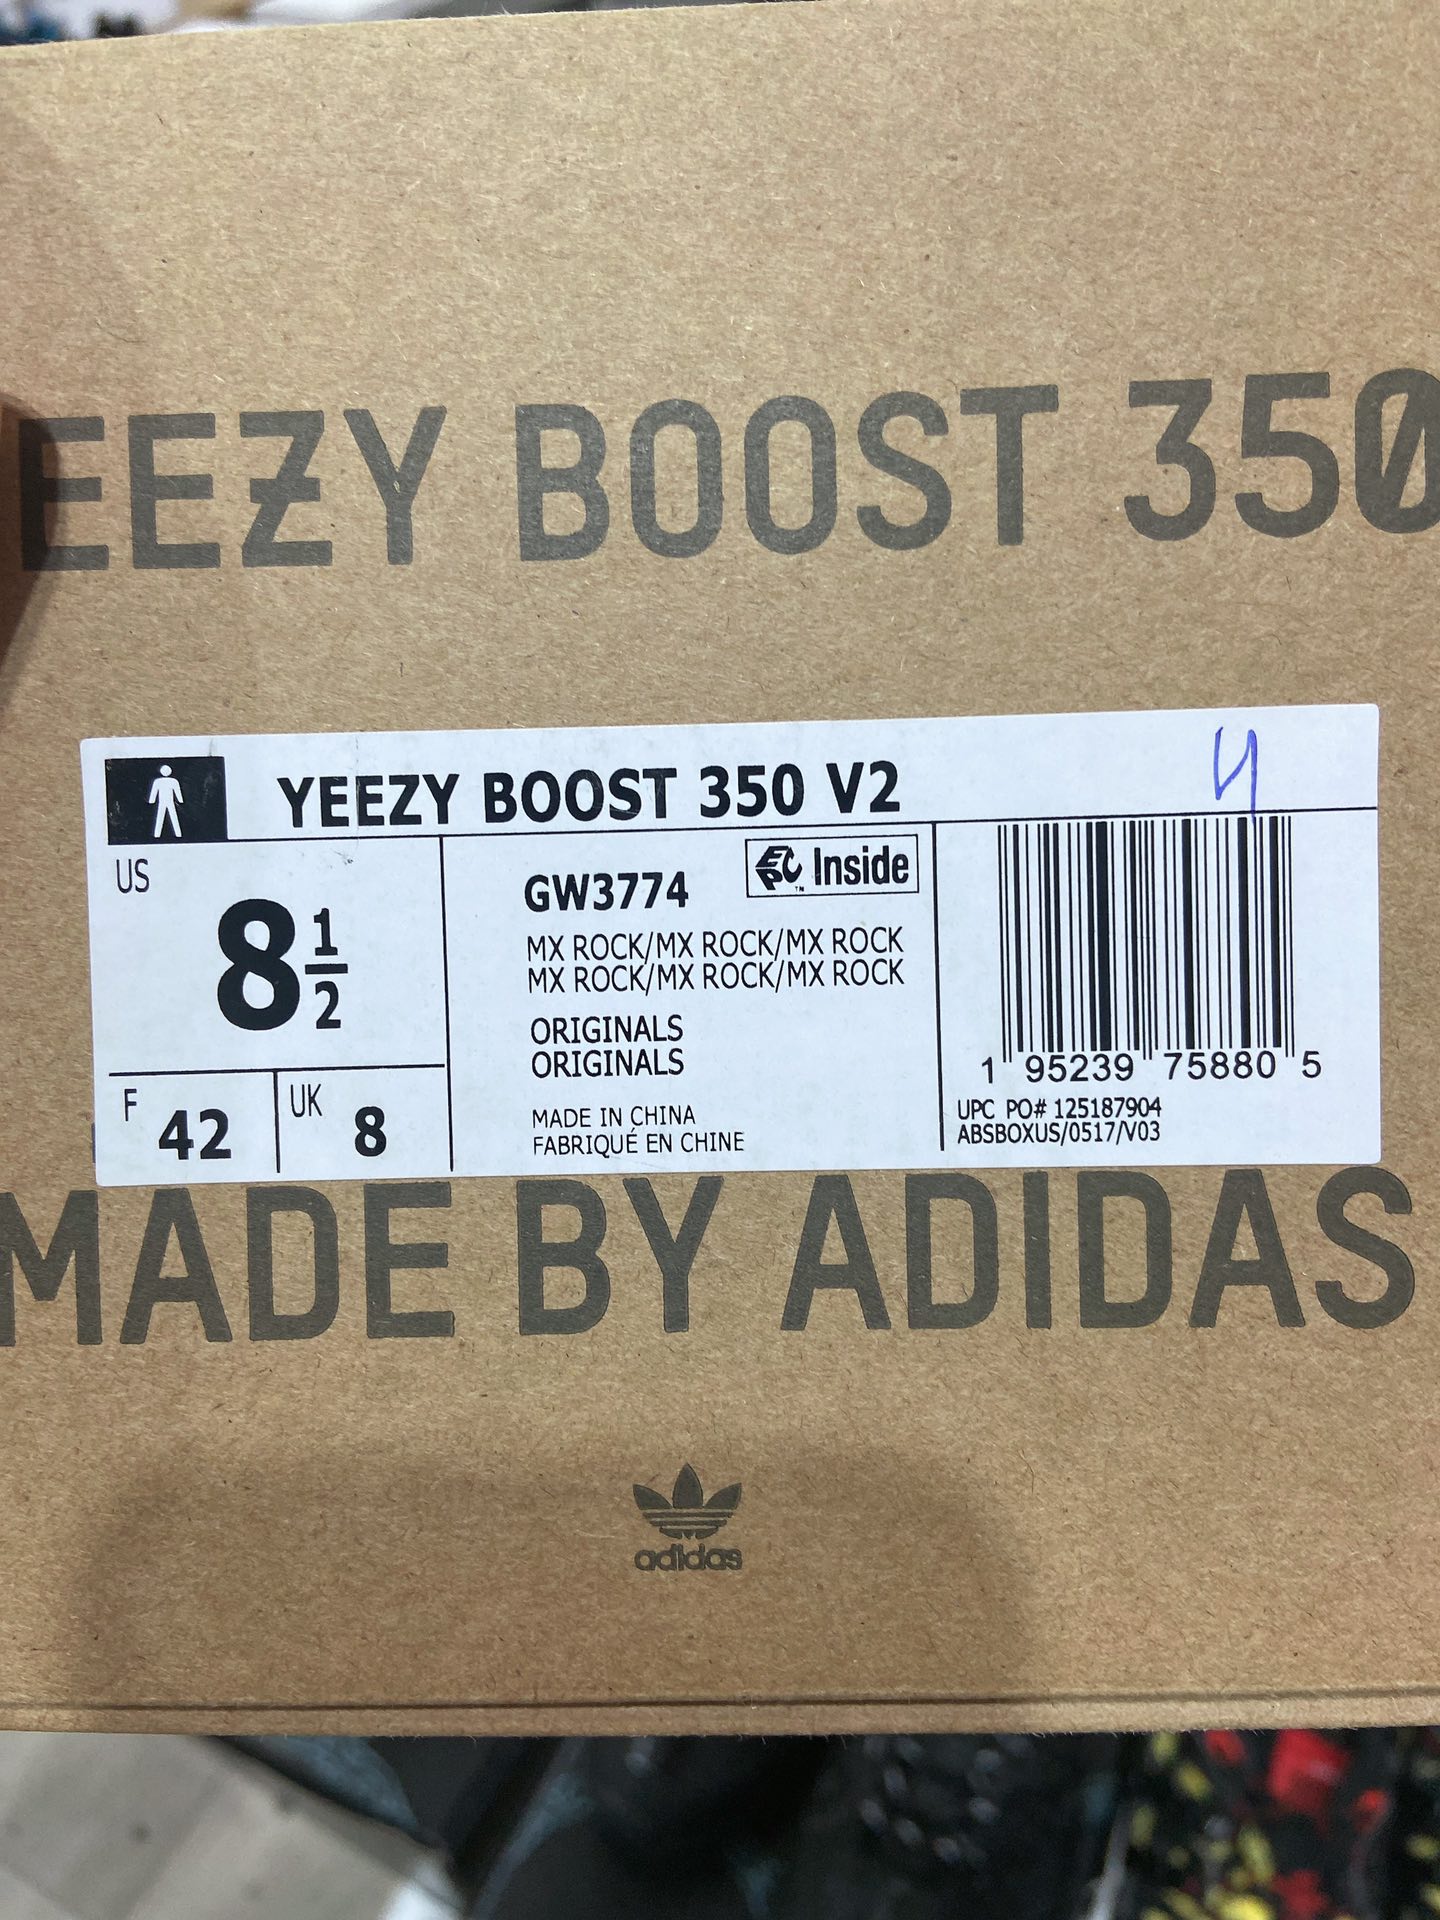 EEZY BOOST 350
YEEZY BOOST 350 V2
4
US
8 1/2
F 42
UK 8
GW3774
EPC Inside
™
MX ROCK/MX ROCK/MX ROCK
MX ROCK/MX ROCK/MX ROCK
ORIGINALS
ORIGINALS
MADE IN CHINA
FABRIQUÉ EN CHINE
1 95239 75880 5
UPC PO# 125187904
ABSBOXUS/0517/V03
MADE BY ADIDAS
adidas